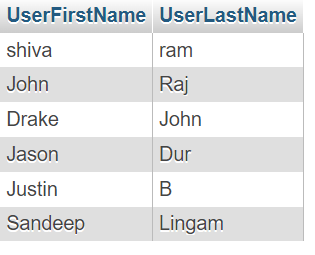 UserFirstName UserLastName
shiva ram
John Raj
Drake John
Jason Dur
Justin B
Sandeep Lingam